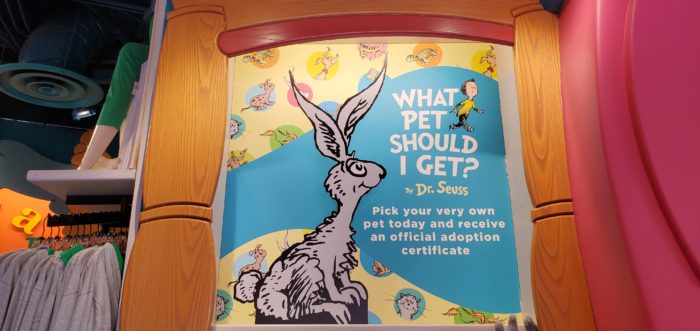 WHAT
PET
SHOULD
I GET?
By Dr. Seuss
Pick your very own
pet today and receive
an official adoption
certificate
a